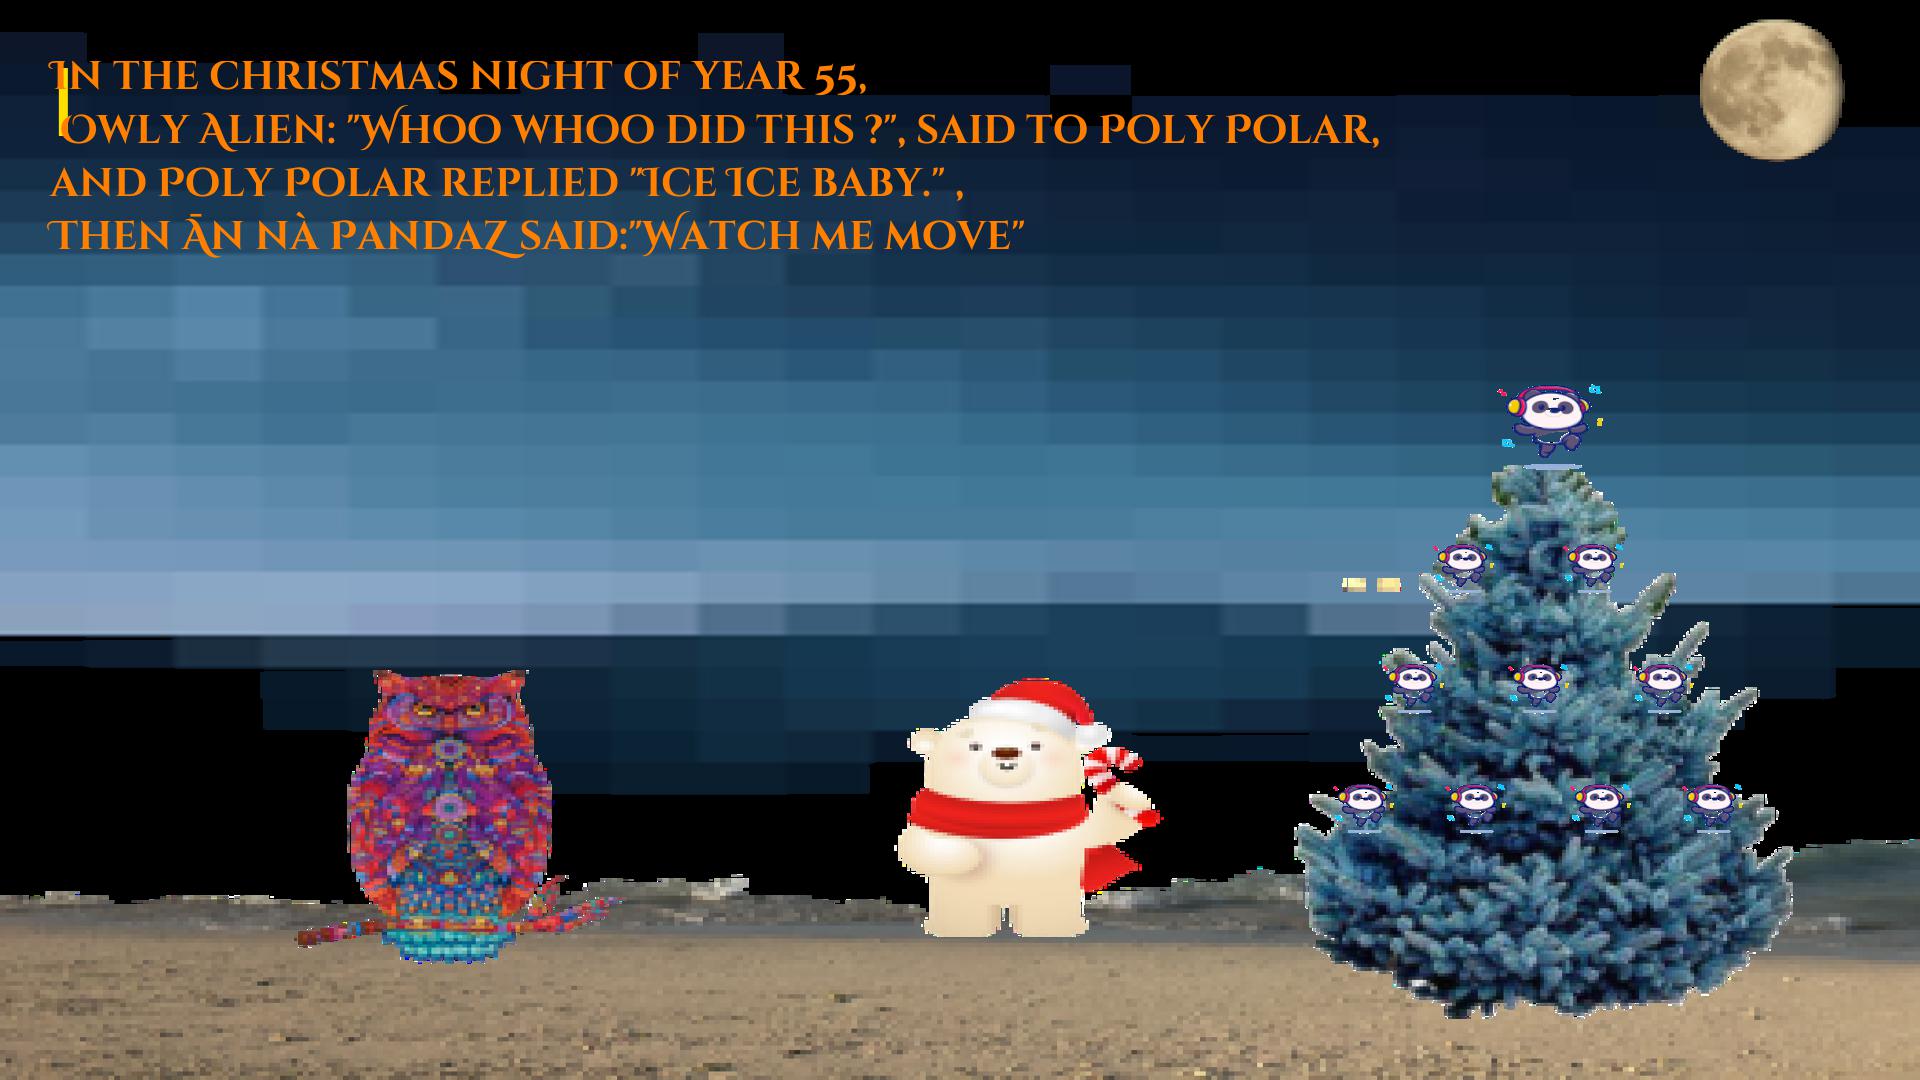 In the Christmas night of year 55,
Owly Alien: "Whoo whoo did this ?", said to Poly Polar,
and Poly Polar replied "Ice Ice baby." ,
Then Ān nà PandaZ said:"Watch me move"